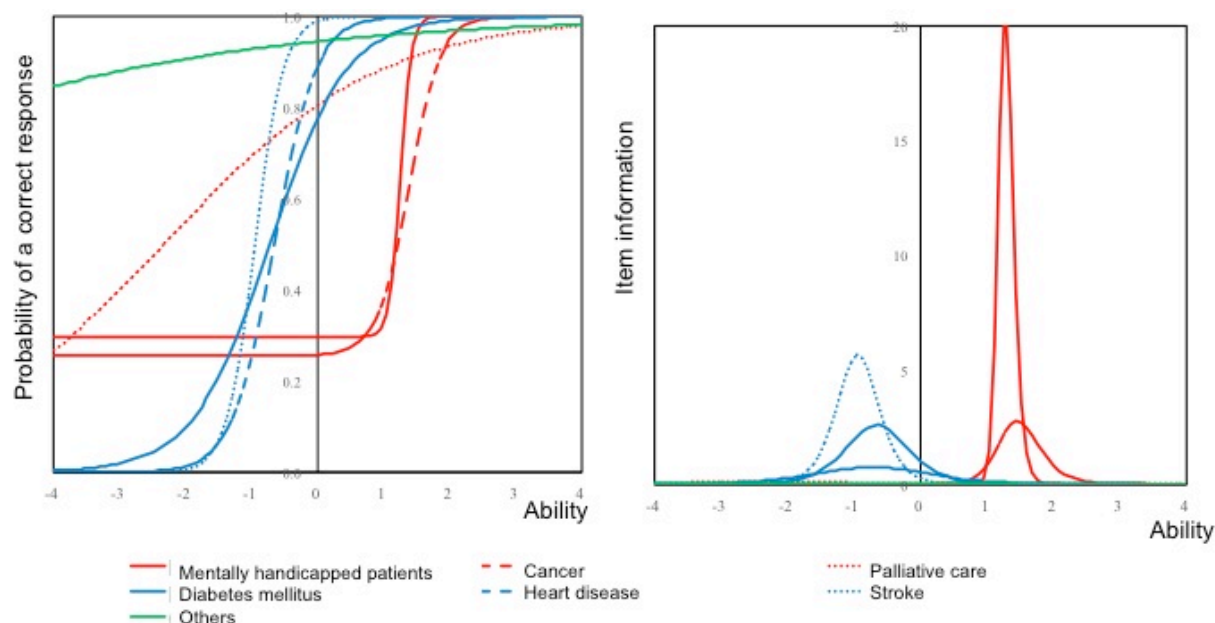 Probability of a correct response
1.0
0.8
0.6
0.4
0.2
0.0
-4 -3 -2 -1 0 1 2 3 4
Ability
Item information
20
15
10
5
0
-4 -3 -2 -1 0 1 2 3 4
Ability
Mentally handicapped patients Cancer Palliative care
Diabetes mellitus Heart disease Stroke
Others